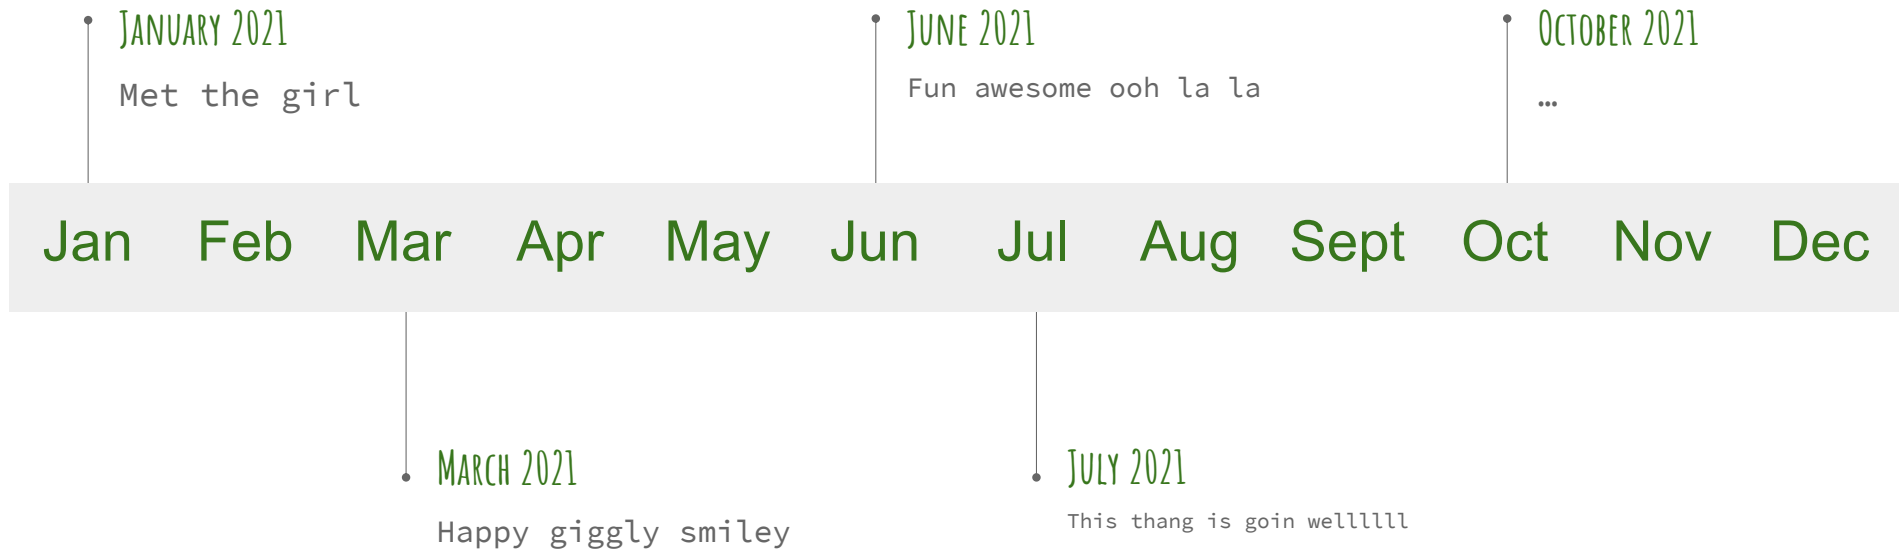 January 2021
Met the girl
June 2021
Fun awesome ooh la la
October 2021
…
Jan Feb Mar Apr May Jun Jul Aug Sept Oct Nov Dec
March 2021
Happy giggly smiley
July 2021
This thang is goin wellllll